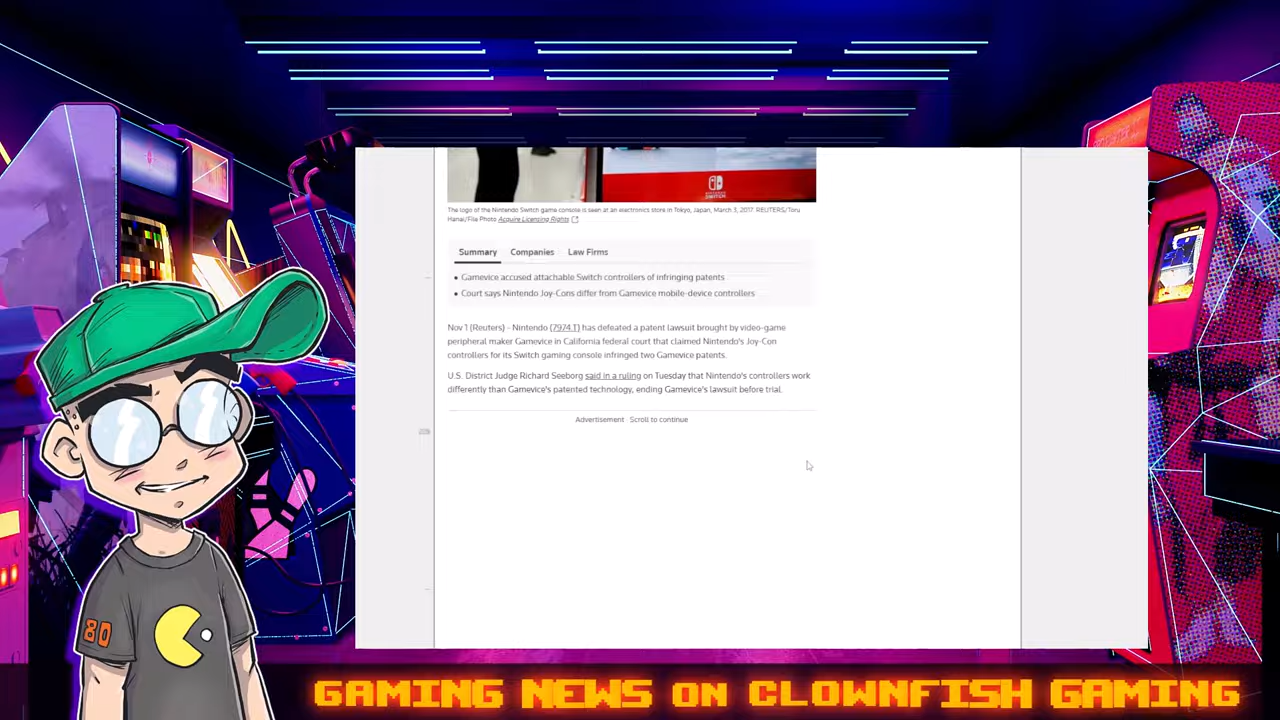 NINTENDO
SWITCH
The logo of the Nintendo Switch game console is seen at an electronics store in Tokyo, Japan, March 3, 2017. REUTERS/Toru
Hanai/File Photo Acquire Licensing Rights
Summary Companies Law Firms
• Gamevice accused attachable Switch controllers of infringing patents
• Court says Nintendo Joy-Cons differ from Gamevice mobile-device controllers
Nov 1 (Reuters) - Nintendo (7974.T) has defeated a patent lawsuit brought by video-game
peripheral maker Gamevice in California federal court that claimed Nintendo's Joy-Con
controllers for its Switch gaming console infringed two Gamevice patents.
U.S. District Judge Richard Seeborg said in a ruling on Tuesday that Nintendo's controllers work
differently than Gamevice's patented technology, ending Gamevice's lawsuit before trial.
Advertisement · Scroll to continue
80
GAMING NEWS ON CLOWNFISH GAMING